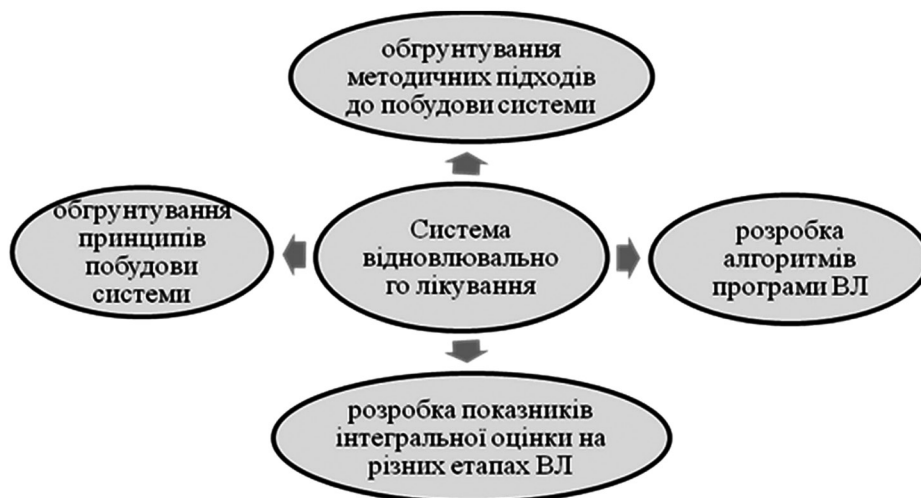 обгрунтування
методичних підходів
до побудови системи
обгрунтування
принципів
побудови
системи
Система
відновлювально
го лікування
розробка
алгоритмів
програми ВЛ
розробка показників
інтегральної оцінки на
різних етапах ВЛ